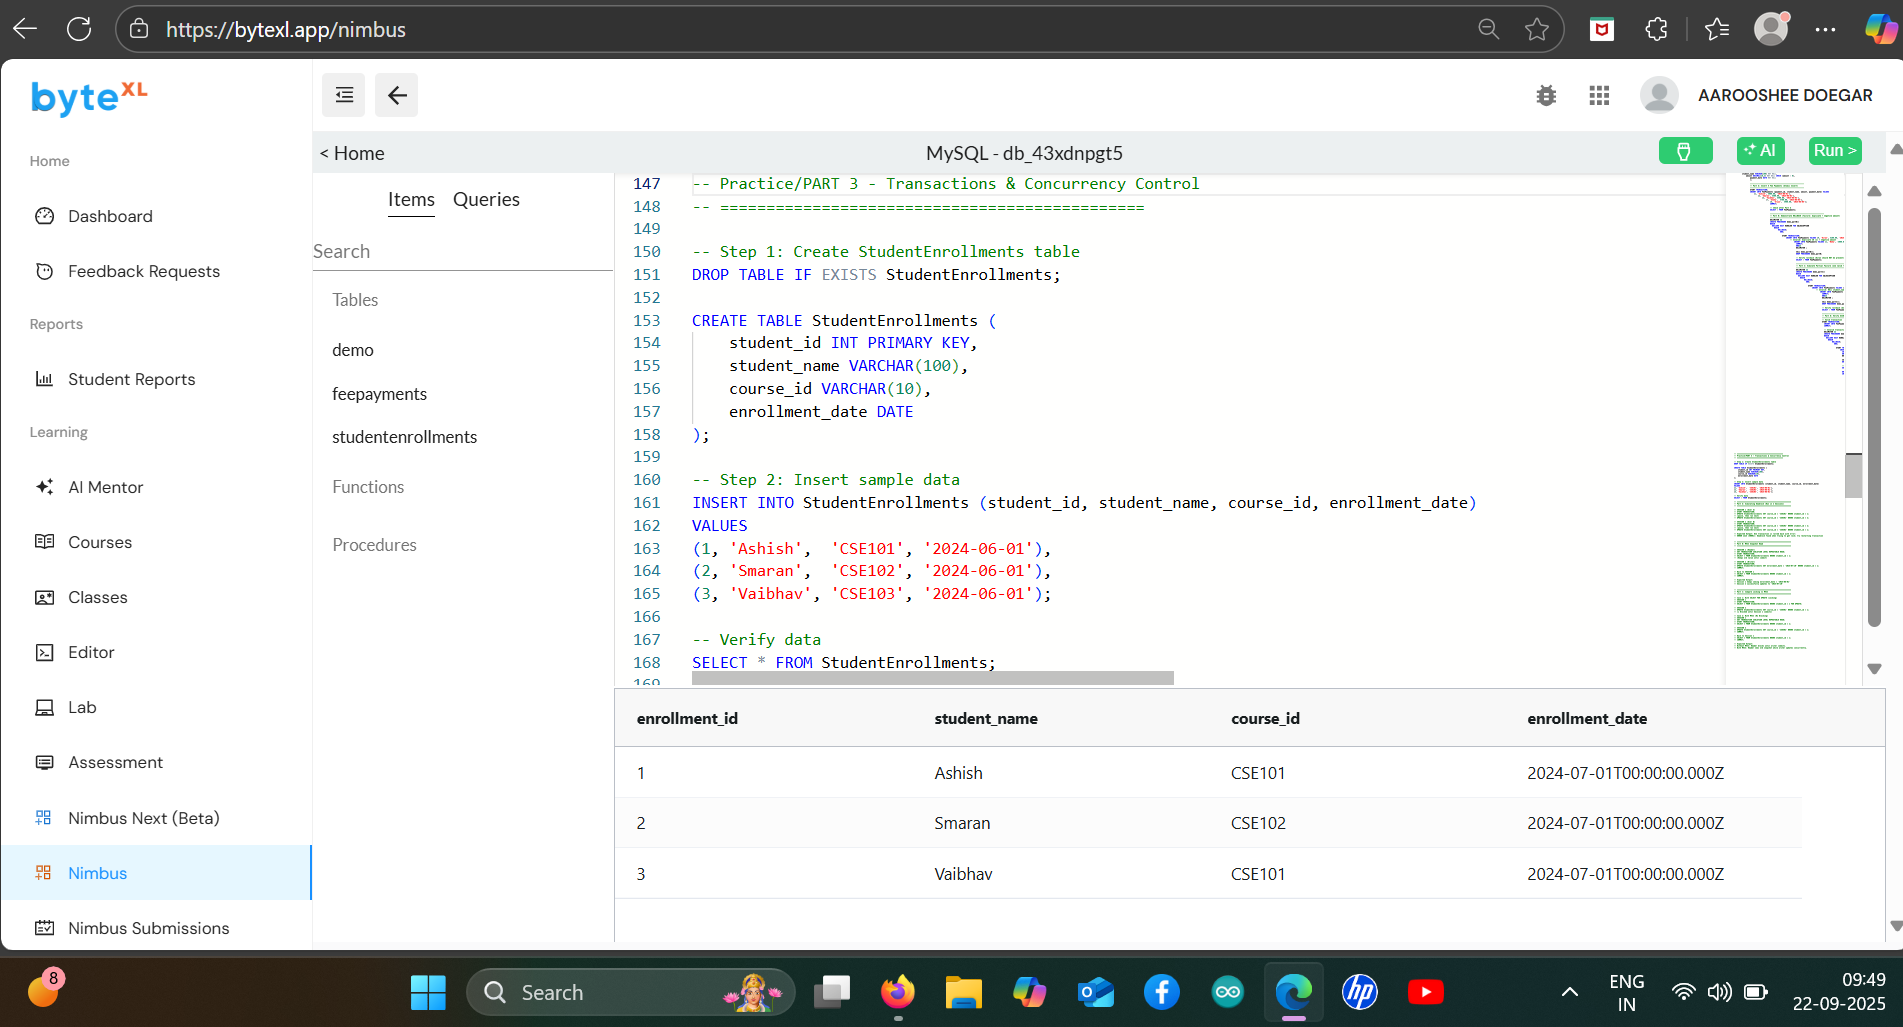 https://bytexl.app/nimbus
byteXL
AAROOSHEE DOEGAR
Home
Dashboard
Feedback Requests
Reports
Student Reports
Learning
AI Mentor
Courses
Classes
Editor
Lab
Assessment
Nimbus Next (Beta)
Nimbus
Nimbus Submissions
< Home
MySQL - db_43xdnpgt5
AI
Run >
Items Queries
Search
Tables
demo
feepayments
studentenrollments
Functions
Procedures
147 -- Practice/PART 3 - Transactions & Concurrency Control
148 -- ==============================================
149
150 -- Step 1: Create StudentEnrollments table
151 DROP TABLE IF EXISTS StudentEnrollments;
152
153 CREATE TABLE StudentEnrollments (
154 student_id INT PRIMARY KEY,
155 student_name VARCHAR(100),
156 course_id VARCHAR(10),
157 enrollment_date DATE
158 );
159
160 -- Step 2: Insert sample data
161 INSERT INTO StudentEnrollments (student_id, student_name, course_id, enrollment_date)
162 VALUES
163 (1, 'Ashish', 'CSE101', '2024-06-01'),
164 (2, 'Smaran', 'CSE102', '2024-06-01'),
165 (3, 'Vaibhav', 'CSE103', '2024-06-01');
166
167 -- Verify data
168 SELECT * FROM StudentEnrollments;
169
enrollment_id student_name course_id enrollment_date
1 Ashish CSE101 2024-07-01T00:00:00.000Z
2 Smaran CSE102 2024-07-01T00:00:00.000Z
3 Vaibhav CSE101 2024-07-01T00:00:00.000Z
8
Search
hp
ENG
IN
09:49
22-09-2025